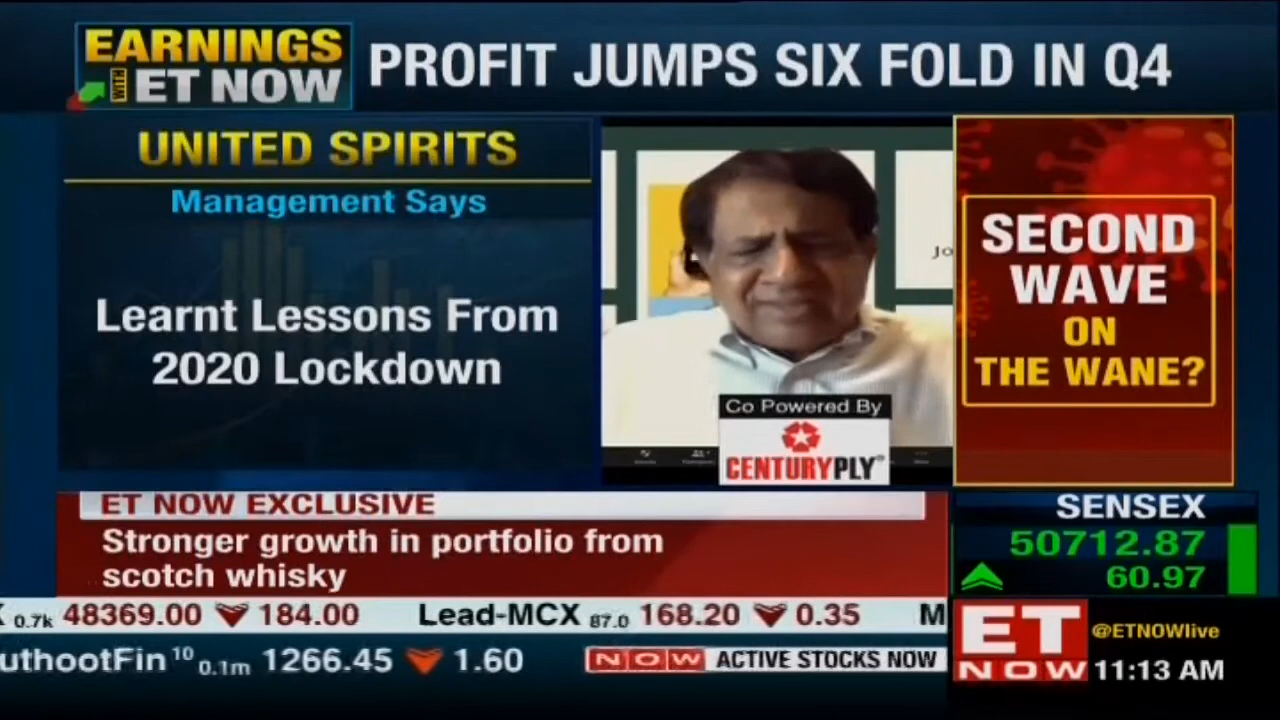 EARNINGS
WITH
ET NOW
PROFIT JUMPS SIX FOLD IN Q4
UNITED SPIRITS
Management Says
Learnt Lessons From
2020 Lockdown
Jo
Co Powered By
CENTURYPLY®
SECOND
WAVE
ON
THE WANE?
ET NOW EXCLUSIVE
Stronger growth in portfolio from
scotch whisky
SENSEX
50712.87
60.97
K 0.7k 48369.00 184.00 Lead-MCX 87.0 168.20 0.35 M
uthootFin 10 0.1m 1266.45 1.60 NOW ACTIVE STOCKS NOW
ET
NOW
@ETNOWlive
11:13 AM